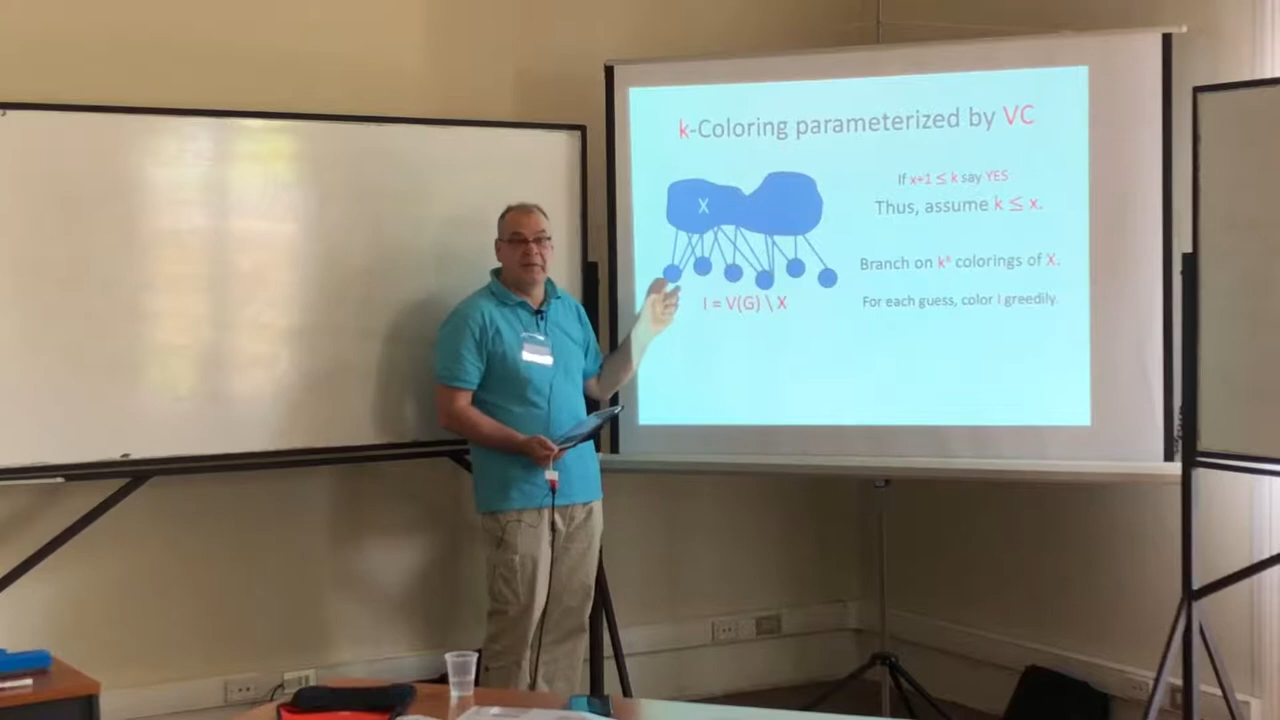 k-Coloring parameterized by VC
X
If x+1 ≤ k say YES
Thus, assume k ≤ x.
Branch on kˣ colorings of X.
I = V(G) \ X
For each guess, color I greedily.